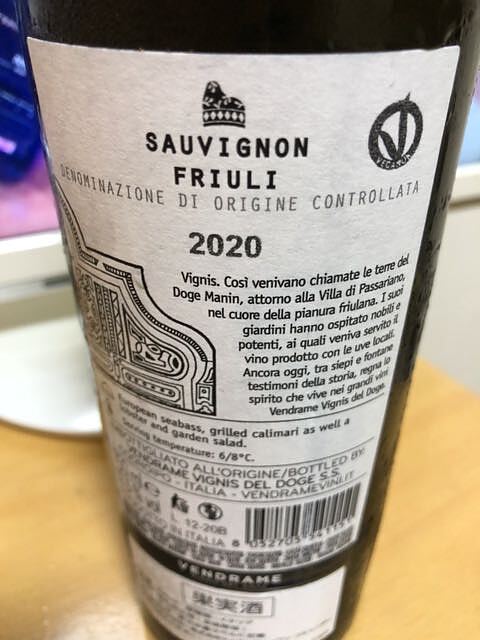 SAUVIGNON
FRIULI
DENOMINAZIONE DI ORIGINE CONTROLLATA
VEGANOK
2020
Vignis. Così venivano chiamate le terre del
Doge Manin, attorno alla Villa di Passariano,
nel cuore della pianura friulana. I suoi
giardini hanno ospitato nobili e
potenti, ai quali veniva servito il
vino prodotto con le uve locali.
Ancora oggi, tra siepi e fontane
testimoni della storia, regna lo
spirito che vive nei grandi vini
Vendrame Vignis del Doge.
European seabass, grilled calimari as well a
lobster and garden salad.
Serving temperature: 6/8°C.
IMBOTTIGLIATO ALL'ORIGINE/BOTTLED BY:
VENDRAME VIGNIS DEL DOGE S.S.
- ITALIA - VENDRAMEVINI.IT
L 12-20B
IN ITALIA
VENDRAME
果実酒